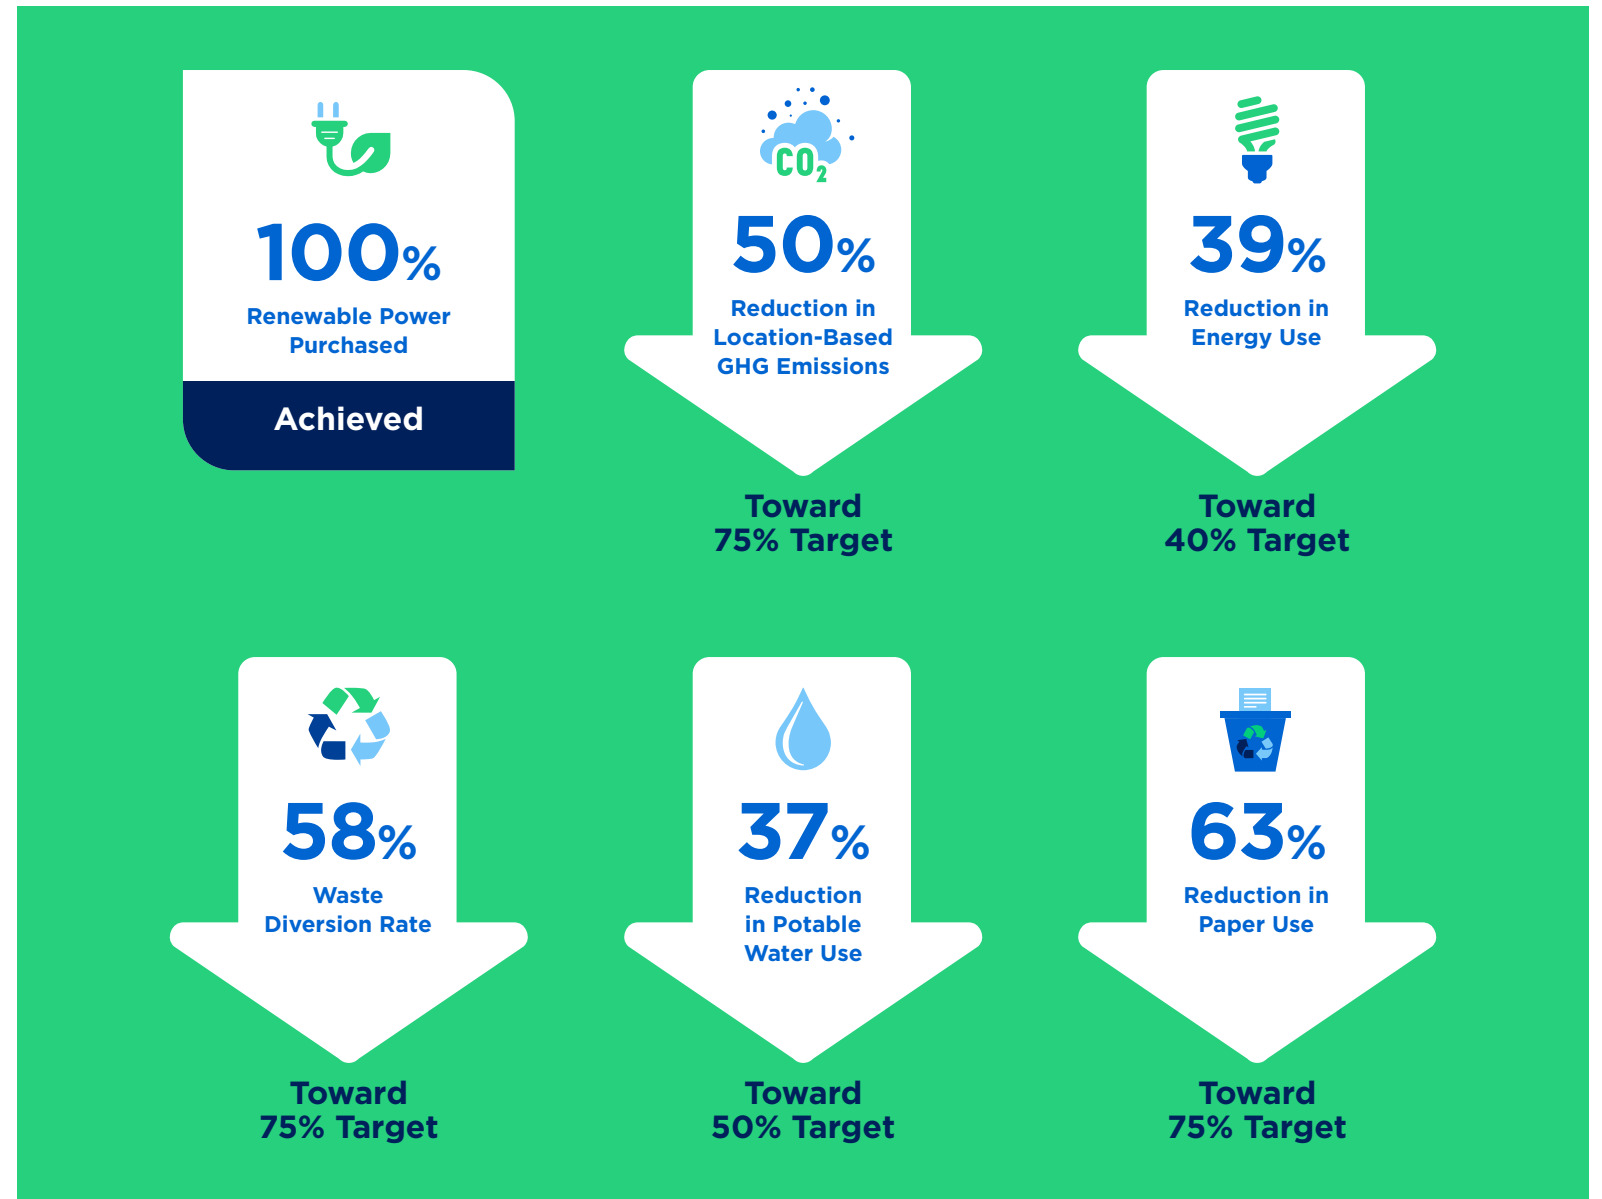 100%
Renewable Power
Purchased
Achieved
CO2
50%
Reduction in
Location-Based
GHG Emissions
Toward
75% Target
39%
Reduction in
Energy Use
Toward
40% Target
58%
Waste
Diversion Rate
Toward
75% Target
37%
Reduction
in Potable
Water Use
Toward
50% Target
63%
Reduction in
Paper Use
Toward
75% Target